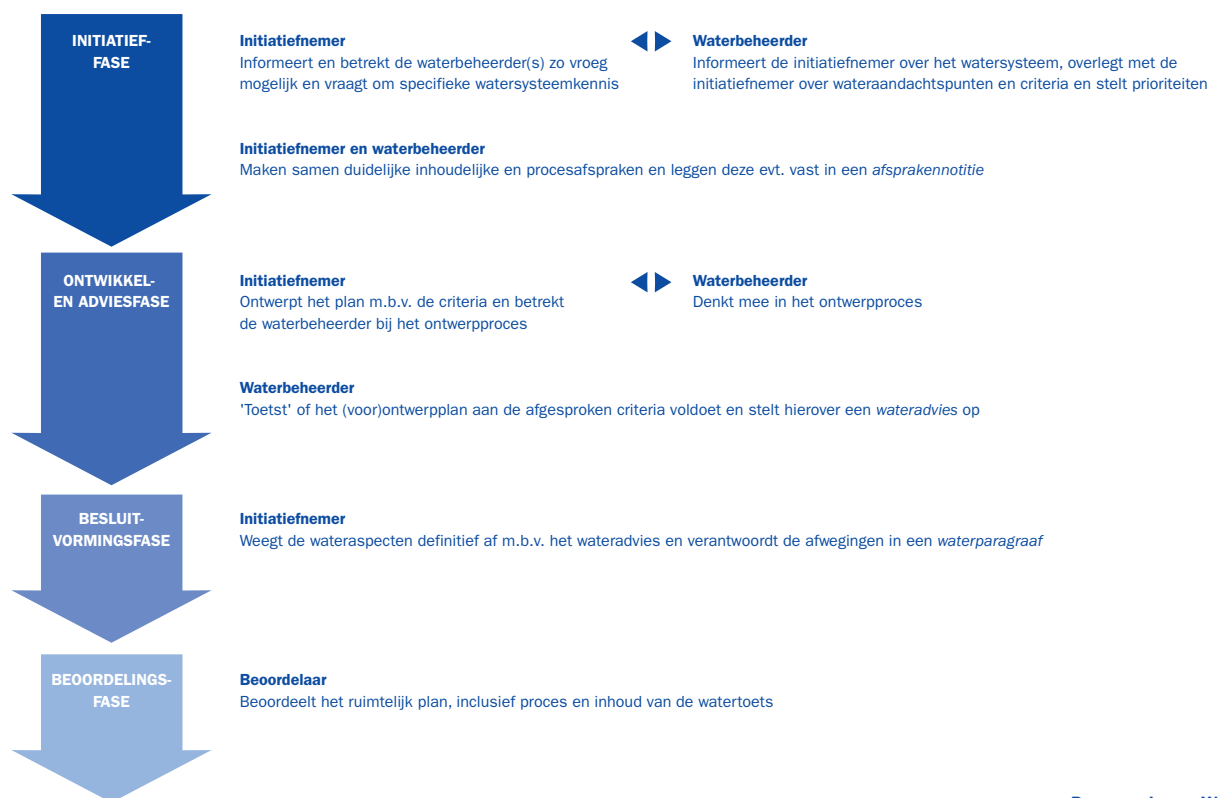 INITIATIEF-
FASE
Initiatiefnemer
Informeert en betrekt de waterbeheerder(s) zo vroeg
mogelijk en vraagt om specifieke watersysteemkennis
Waterbeheerder
Informeert de initiatiefnemer over het watersysteem, overlegt met de
initiatiefnemer over wateraandachtspunten en criteria en stelt prioriteiten
Initiatiefnemer en waterbeheerder
Maken samen duidelijke inhoudelijke en procesafspraken en leggen deze evt. vast in een afsprakennotitie
ONTWIKKEL-
EN ADVIESFASE
Initiatiefnemer
Ontwerpt het plan m.b.v. de criteria en betrekt
de waterbeheerder bij het ontwerpproces
Waterbeheerder
Denkt mee in het ontwerpproces
Waterbeheerder
'Toetst' of het (voor)ontwerpplan aan de afgesproken criteria voldoet en stelt hierover een wateradvies op
BESLUIT-
VORMINGSFASE
Initiatiefnemer
Weegt de wateraspecten definitief af m.b.v. het wateradvies en verantwoordt de afwegingen in een waterparagraaf
BEOORDELINGS-
FASE
Beoordelaar
Beoordeelt het ruimtelijk plan, inclusief proces en inhoud van de watertoets